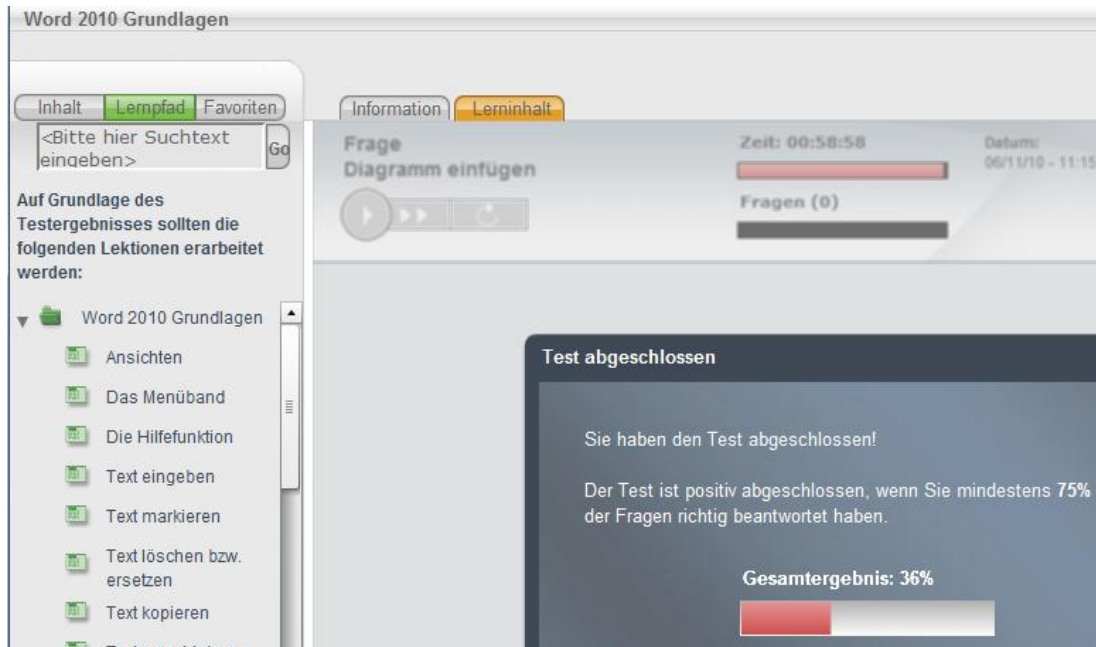 Word 2010 Grundlagen
Inhalt Lernpfad Favoriten
<Bitte hier Suchtext
eingeben>
Go
Auf Grundlage des
Testergebnisses sollten die
folgenden Lektionen erarbeitet
werden:
Word 2010 Grundlagen
Ansichten
Das Menüband
Die Hilfefunktion
Text eingeben
Text markieren
Text löschen bzw.
ersetzen
Text kopieren
Information Lerninhalt
Frage
Diagramm einfügen
Zeit: 00:58:58
Fragen (0)
Datum:
06/11/10 - 11:15
Test abgeschlossen
Sie haben den Test abgeschlossen!
Der Test ist positiv abgeschlossen, wenn Sie mindestens 75%
der Fragen richtig beantwortet haben.
Gesamtergebnis: 36%